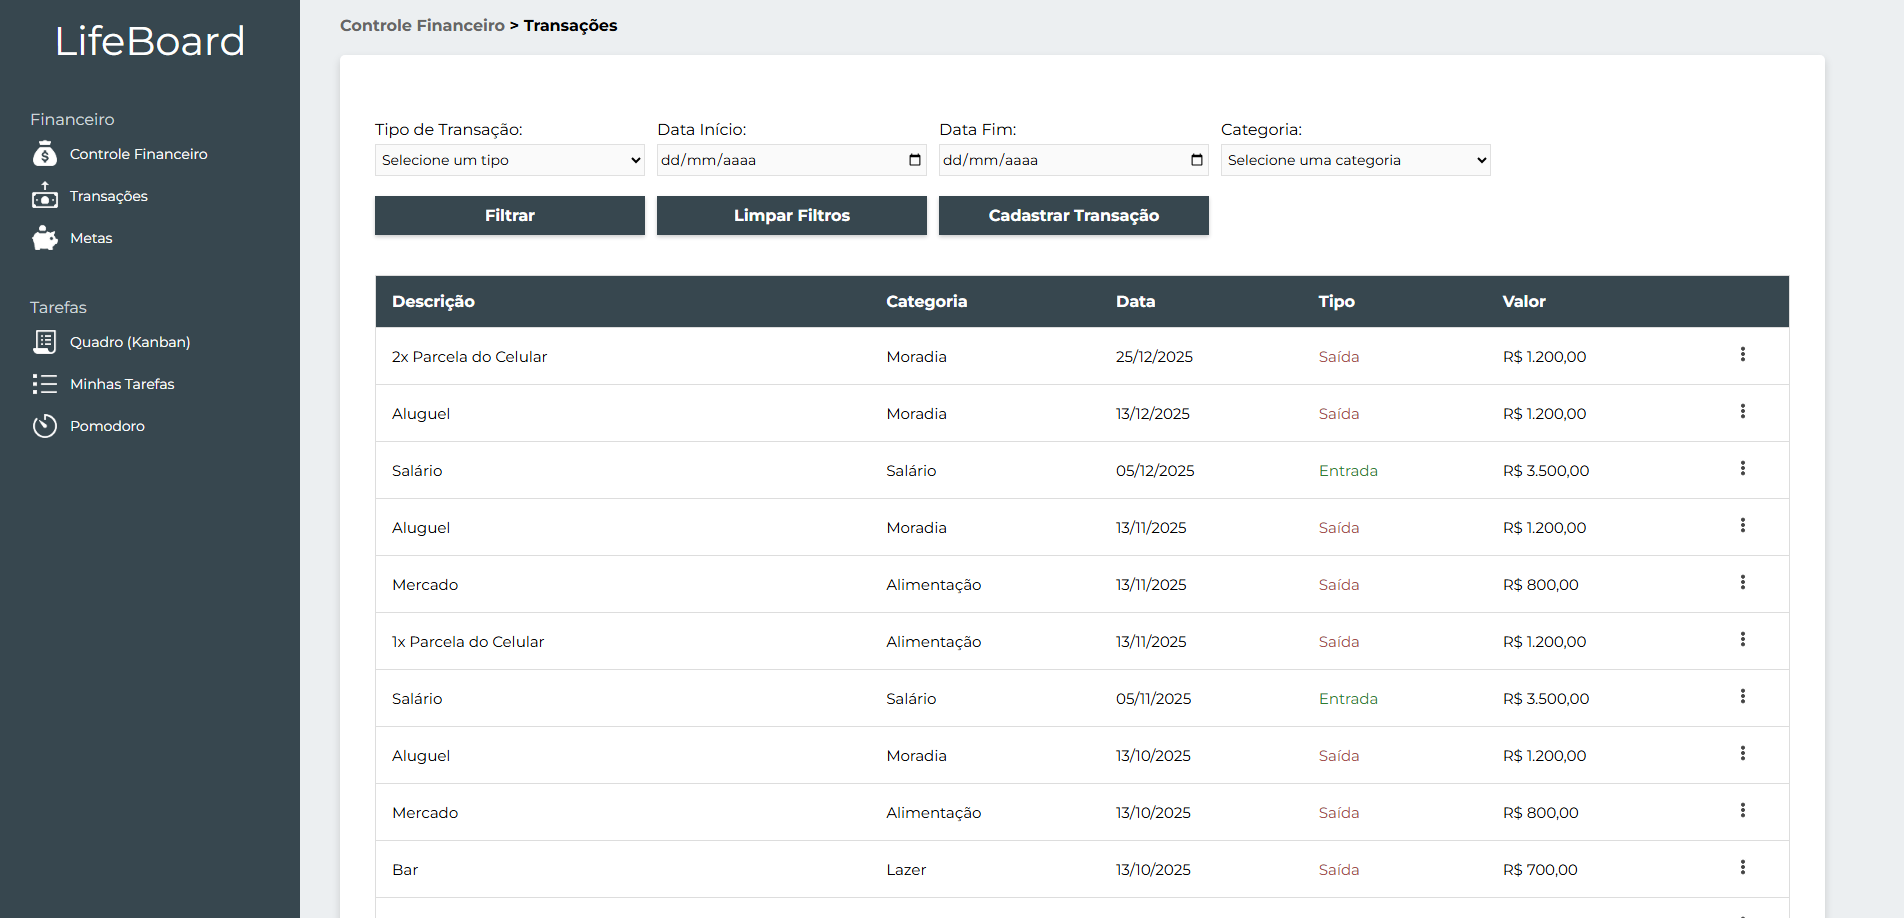 LifeBoard
Financeiro
Controle Financeiro
Transações
Metas
Tarefas
Quadro (Kanban)
Minhas Tarefas
Pomodoro
Controle Financeiro > Transações
Tipo de Transação: Data Início: Data Fim: Categoria:
Selecione um tipo dd/mm/aaaa dd/mm/aaaa Selecione uma categoria
Filtrar Limpar Filtros Cadastrar Transação
Descrição Categoria Data Tipo Valor
2x Parcela do Celular Moradia 25/12/2025 Saída R$ 1.200,00
Aluguel Moradia 13/12/2025 Saída R$ 1.200,00
Salário Salário 05/12/2025 Entrada R$ 3.500,00
Aluguel Moradia 13/11/2025 Saída R$ 1.200,00
Mercado Alimentação 13/11/2025 Saída R$ 800,00
1x Parcela do Celular Alimentação 13/11/2025 Saída R$ 1.200,00
Salário Salário 05/11/2025 Entrada R$ 3.500,00
Aluguel Moradia 13/10/2025 Saída R$ 1.200,00
Mercado Alimentação 13/10/2025 Saída R$ 800,00
Bar Lazer 13/10/2025 Saída R$ 700,00